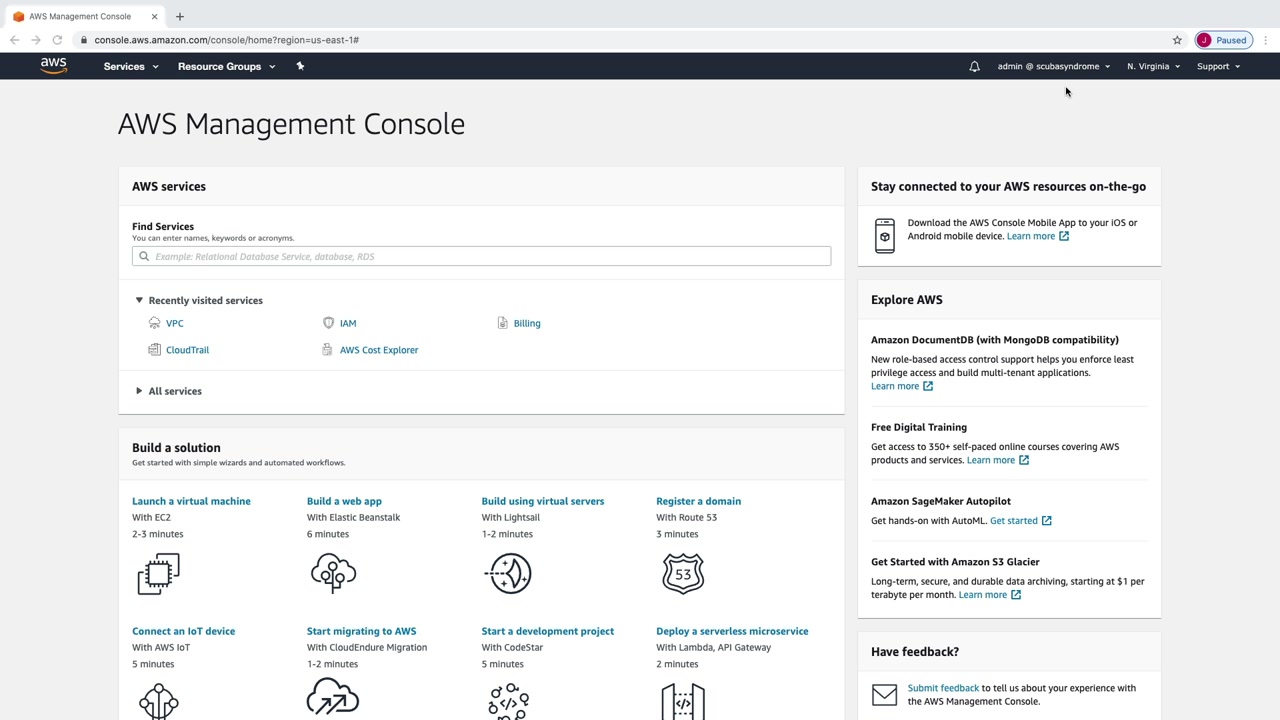 AWS Management Console
console.aws.amazon.com/console/home?region=us-east-1#
J Paused
aws Services Resource Groups admin @ scubasyndrome N. Virginia Support
AWS Management Console
AWS services
Find Services
You can enter names, keywords or acronyms.
Example: Relational Database Service, database, RDS
Recently visited services
VPC IAM Billing
CloudTrail AWS Cost Explorer
All services
Build a solution
Get started with simple wizards and automated workflows.
Launch a virtual machine
With EC2
2-3 minutes
Build a web app
With Elastic Beanstalk
6 minutes
Build using virtual servers
With Lightsail
1-2 minutes
Register a domain
With Route 53
3 minutes
53
Connect an IoT device
With AWS IoT
5 minutes
Start migrating to AWS
With CloudEndure Migration
1-2 minutes
Start a development project
With CodeStar
5 minutes
</>
Deploy a serverless microservice
With Lambda, API Gateway
2 minutes
Stay connected to your AWS resources on-the-go
Download the AWS Console Mobile App to your iOS or
Android mobile device. Learn more
Explore AWS
Amazon DocumentDB (with MongoDB compatibility)
New role-based access control support helps you enforce least
privilege access and build multi-tenant applications.
Learn more
Free Digital Training
Get access to 350+ self-paced online courses covering AWS
products and services. Learn more
Amazon SageMaker Autopilot
Get hands-on with AutoML. Get started
Get Started with Amazon S3 Glacier
Long-term, secure, and durable data archiving, starting at $1 per
terabyte per month. Learn more
Have feedback?
Submit feedback to tell us about your experience with
the AWS Management Console.